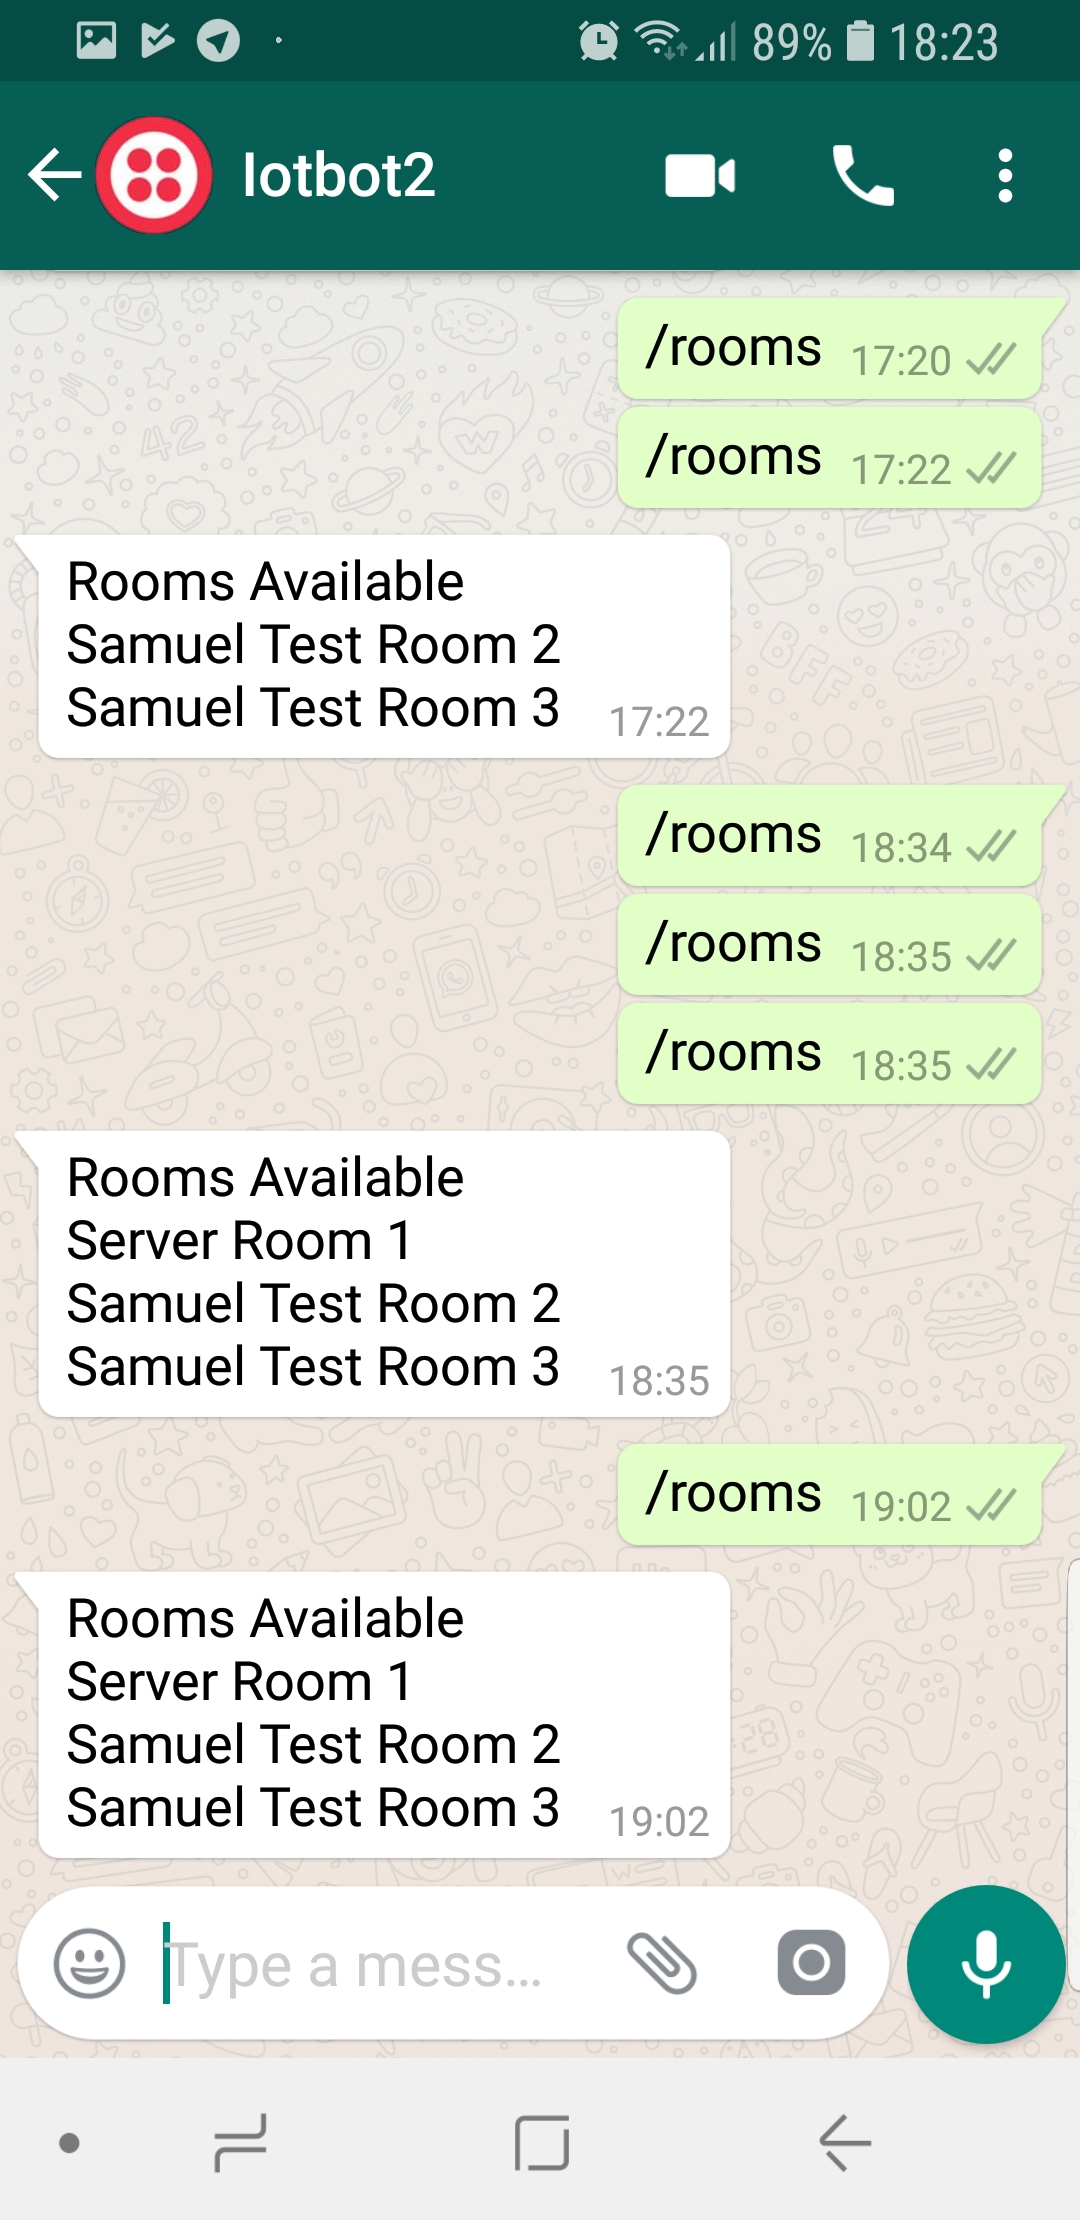 89% 18:23
Iotbot2
/rooms 17:20
/rooms 17:22
Rooms Available
Samuel Test Room 2
Samuel Test Room 3 17:22
/rooms 18:34
/rooms 18:35
/rooms 18:35
Rooms Available
Server Room 1
Samuel Test Room 2
Samuel Test Room 3 18:35
/rooms 19:02
Rooms Available
Server Room 1
Samuel Test Room 2
Samuel Test Room 3 19:02
Type a mess...